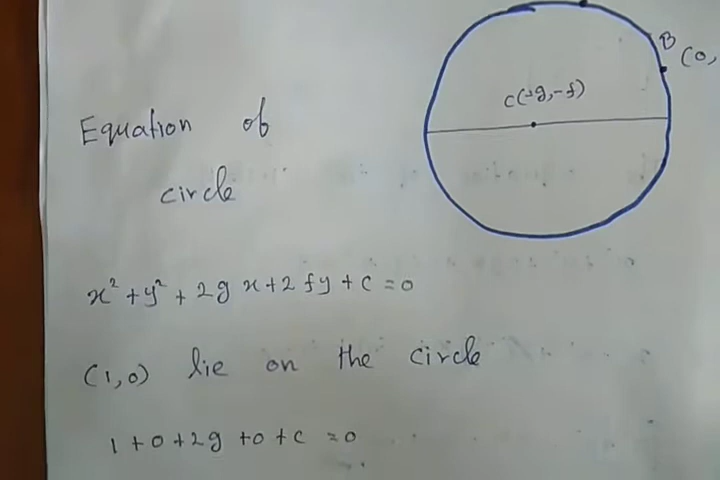 B
(0,
c(-g,-f)
Equation of
circle
x² + y² + 2g x + 2 fy + c = 0
(1,0) lie on the circle
1 + 0 + 2g + 0 + c = 0